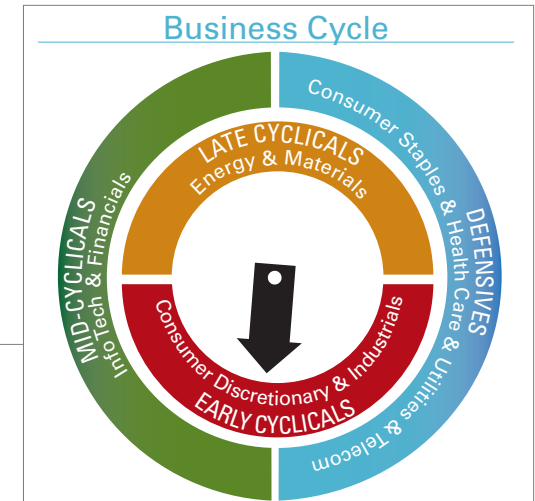 Business Cycle
LATE CYCLICALS
Energy & Materials
MID-CYCLICALS
Info Tech & Financials
Consumer Staples & Health Care & Utilities & Telecom
DEFENSIVES
Consumer Discretionary & Industrials
EARLY CYCLICALS